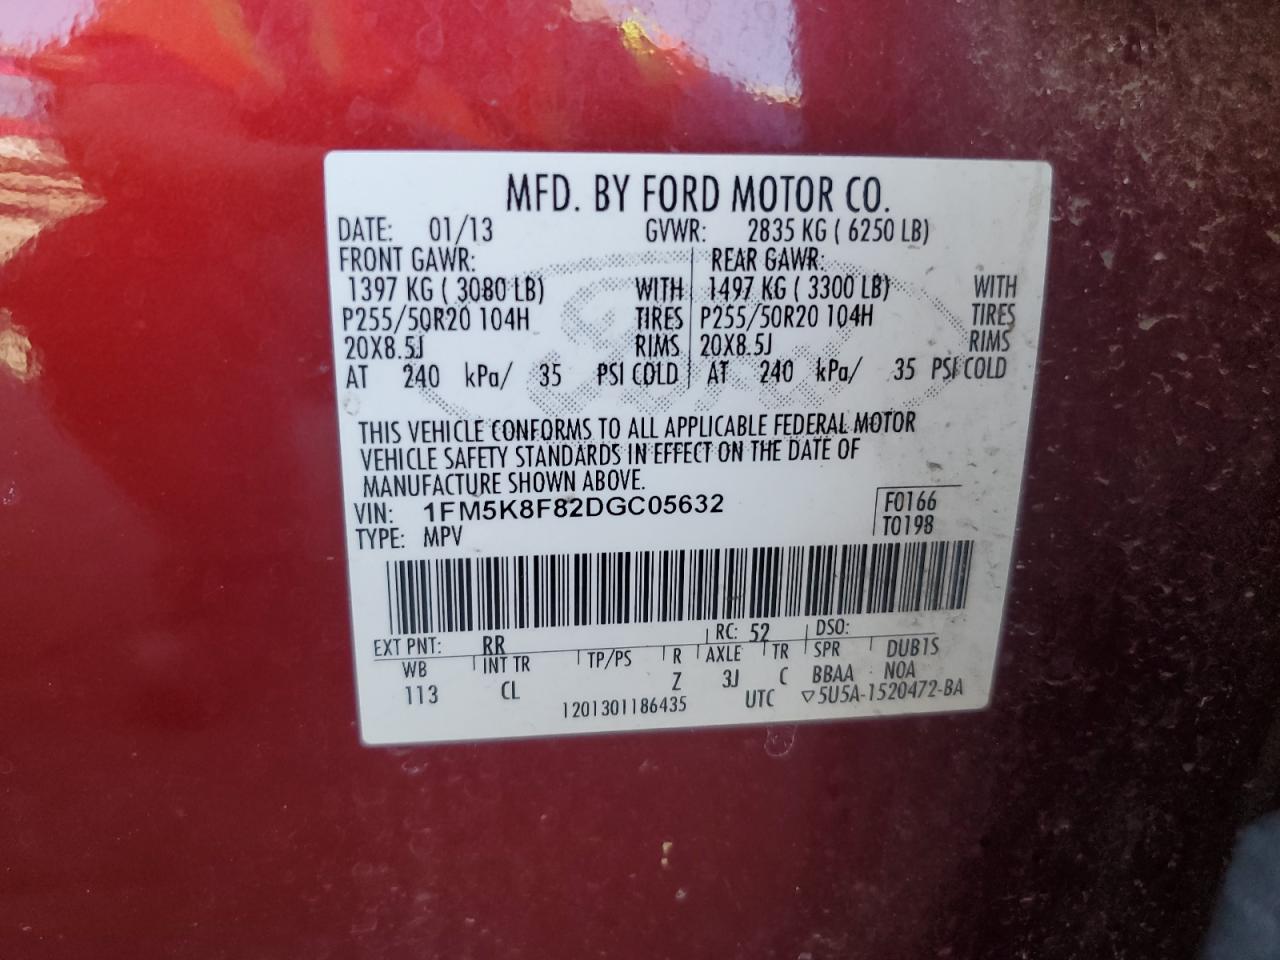 MFD. BY FORD MOTOR CO.
DATE: 01/13 GVWR: 2835 KG ( 6250 LB)
FRONT GAWR: REAR GAWR:
1397 KG ( 3080 LB) WITH 1497 KG ( 3300 LB) WITH
P255/50R20 104H TIRES P255/50R20 104H TIRES
20X8.5J RIMS 20X8.5J RIMS
AT 240 kPa/ 35 PSI COLD AT 240 kPa/ 35 PSI COLD
THIS VEHICLE CONFORMS TO ALL APPLICABLE FEDERAL MOTOR
VEHICLE SAFETY STANDARDS IN EFFECT ON THE DATE OF
MANUFACTURE SHOWN ABOVE.
VIN: 1FM5K8F82DGC05632 F0166
TYPE: MPV T0198
EXT PNT: RR RC: 52 DSO:
WB INT TR TP/PS R AXLE TR SPR DUB1S
113 CL Z 3J C BBAA NOA
1201301186435 UTC ▽5U5A-1520472-BA